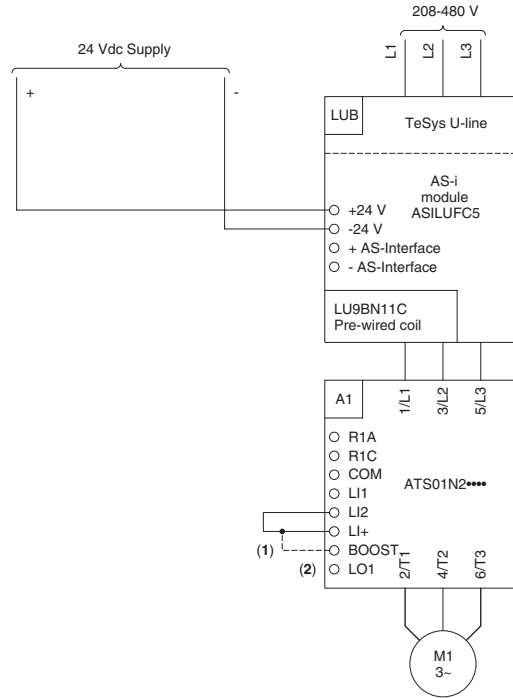 208-480 V
24 Vdc Supply
L1
L2
L3
+
-
LUB
TeSys U-line
AS-i
module
ASILUFC5
+24 V
-24 V
+ AS-Interface
- AS-Interface
LU9BN11C
Pre-wired coil
A1
1/L1
3/L2
5/L3
R1A
R1C
COM
ATS01N2••••
LI1
LI2
LI+
(1)
BOOST
(2)
LO1
2/T1
4/T2
6/T3
M1
3~